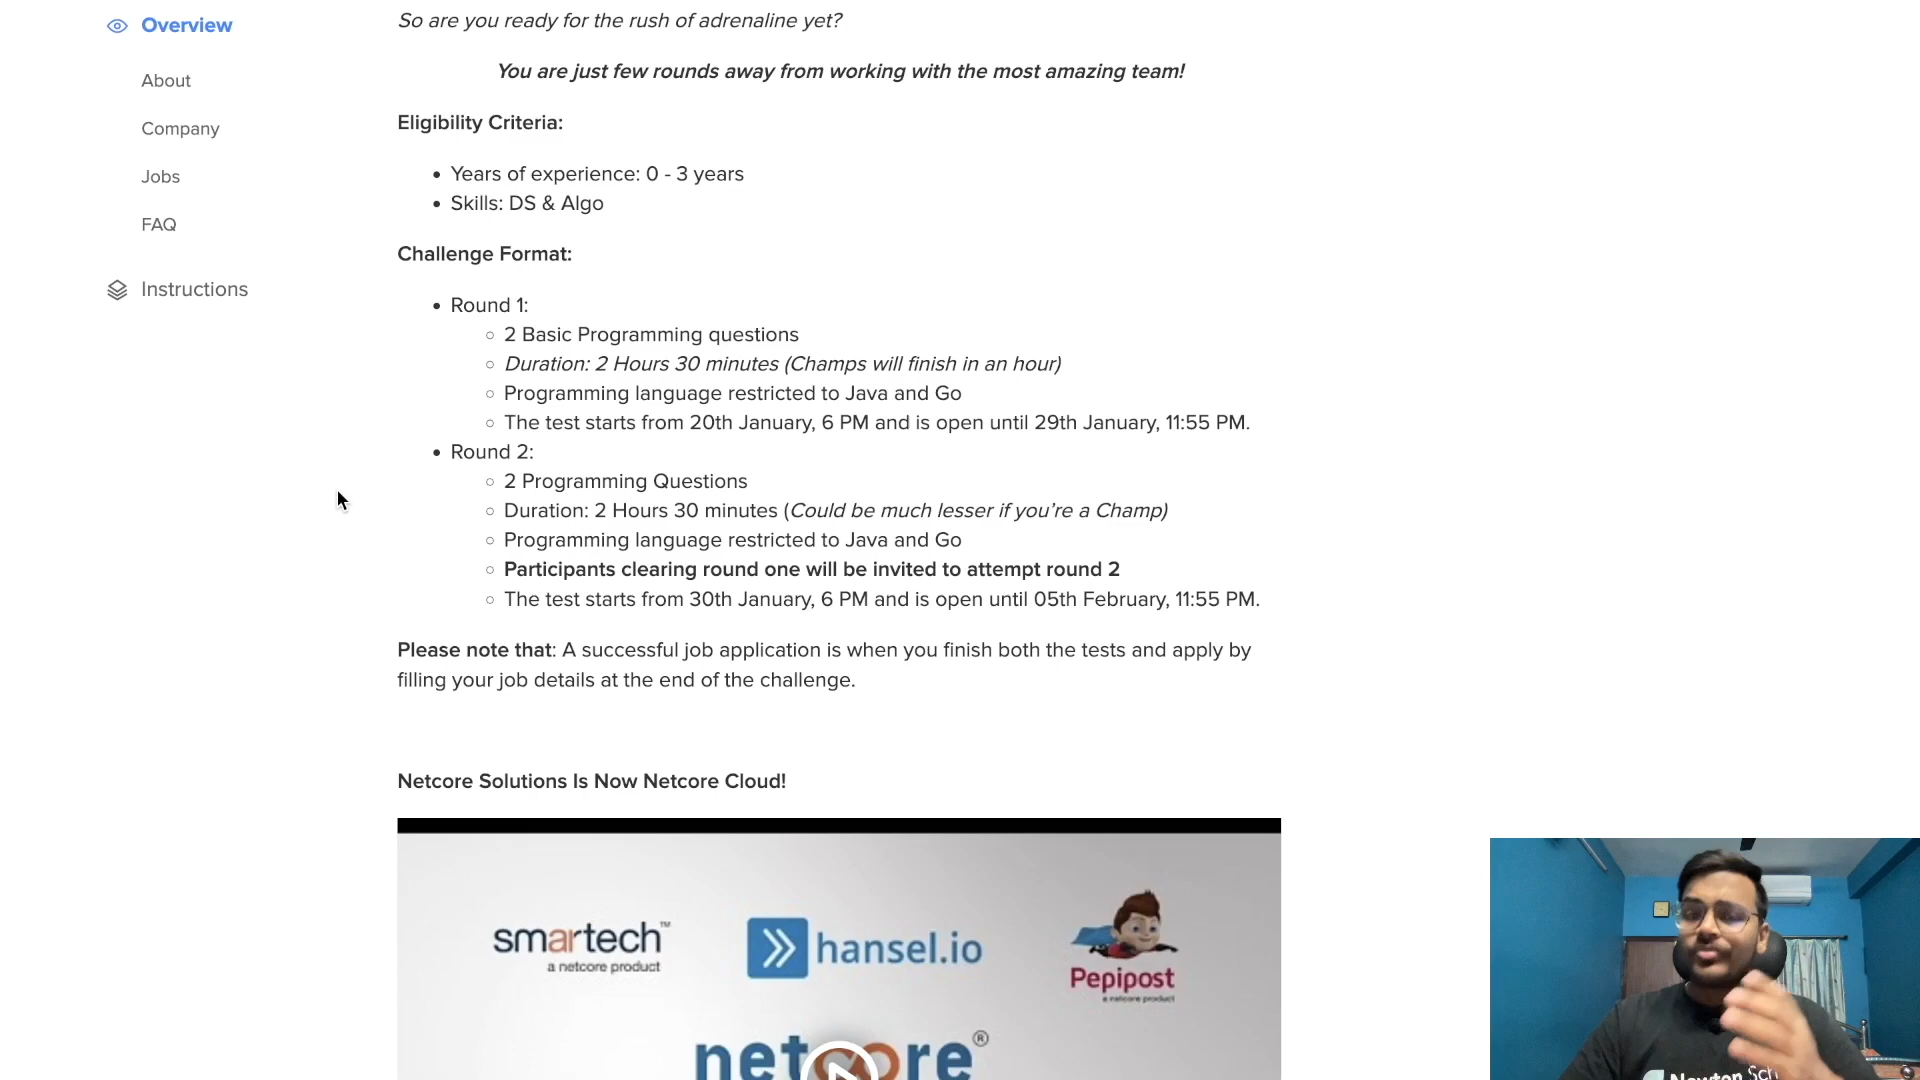 Overview
About
Company
Jobs
FAQ
Instructions
So are you ready for the rush of adrenaline yet?
You are just few rounds away from working with the most amazing team!
Eligibility Criteria:
• Years of experience: 0 - 3 years
• Skills: DS & Algo
Challenge Format:
• Round 1:
○ 2 Basic Programming questions
○ Duration: 2 Hours 30 minutes (Champs will finish in an hour)
○ Programming language restricted to Java and Go
○ The test starts from 20th January, 6 PM and is open until 29th January, 11:55 PM.
• Round 2:
○ 2 Programming Questions
○ Duration: 2 Hours 30 minutes (Could be much lesser if you’re a Champ)
○ Programming language restricted to Java and Go
○ Participants clearing round one will be invited to attempt round 2
○ The test starts from 30th January, 6 PM and is open until 05th February, 11:55 PM.
Please note that: A successful job application is when you finish both the tests and apply by
filling your job details at the end of the challenge.
Netcore Solutions Is Now Netcore Cloud!
smartech™
a netcore product
hansel.io
Pepipost
a netcore product
netcore®
Newton Sch